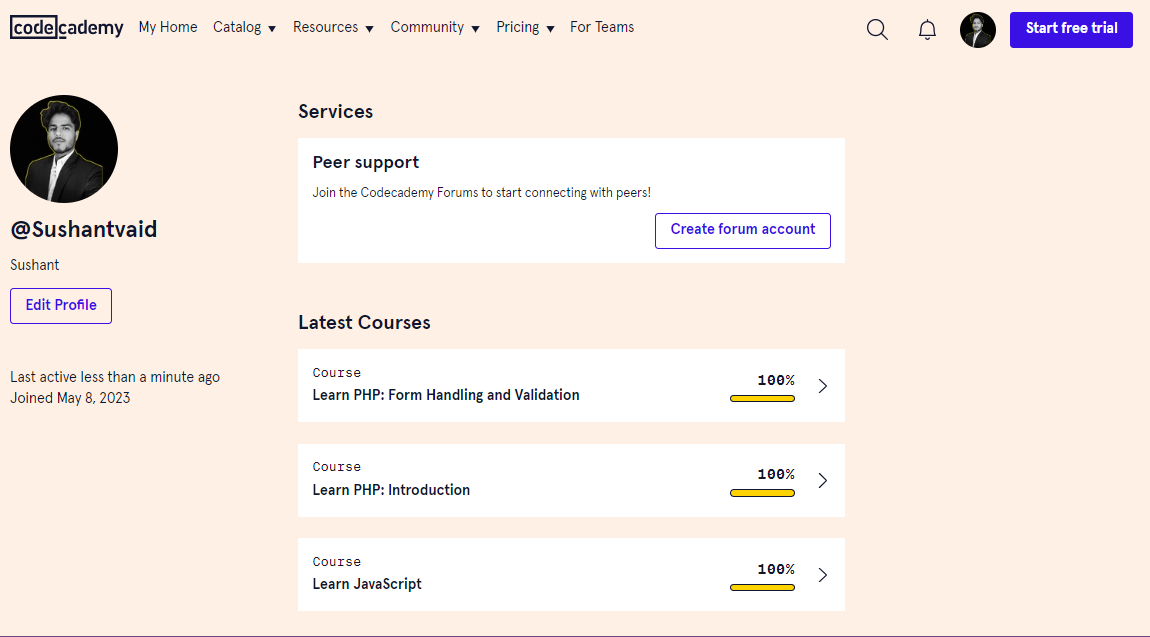 codecademy My Home Catalog Resources Community Pricing For Teams Start free trial
@Sushantvaid
Sushant
Edit Profile
Last active less than a minute ago
Joined May 8, 2023
Services
Peer support
Join the Codecademy Forums to start connecting with peers!
Create forum account
Latest Courses
Course
Learn PHP: Form Handling and Validation
100%
Course
Learn PHP: Introduction
100%
Course
Learn JavaScript
100%